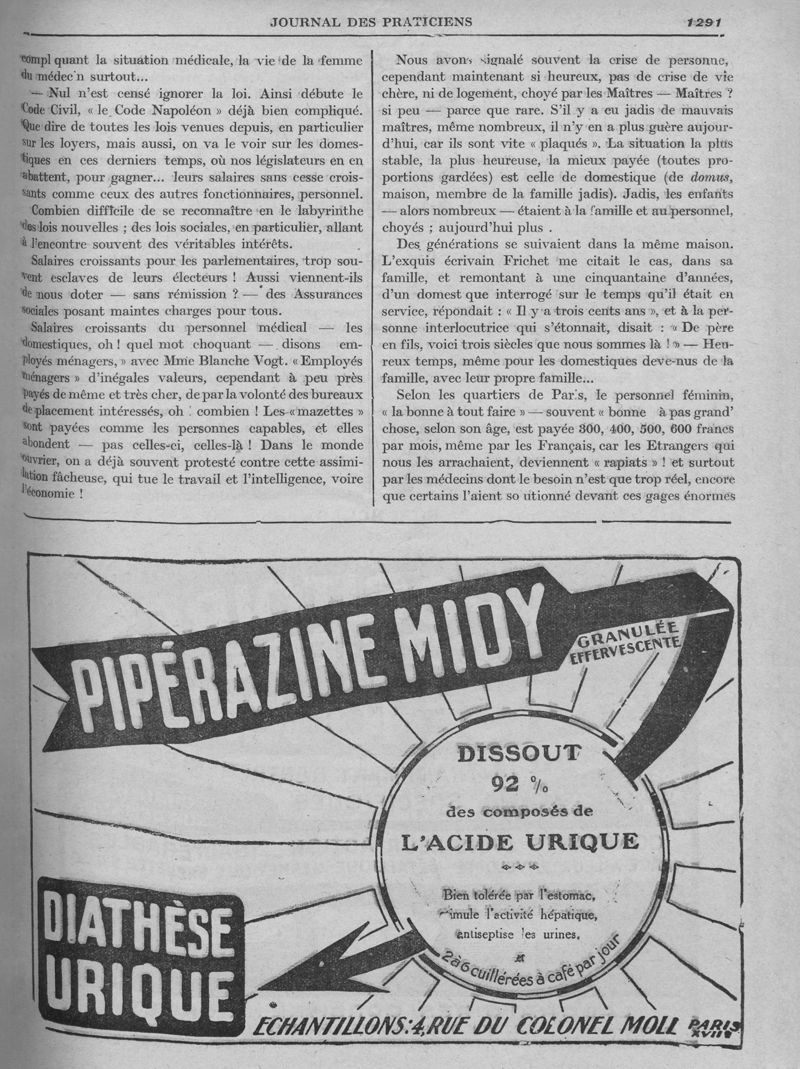 JOURNAL DES PRATICIENS 1291
compl quant la situation médicale, la vie de la femme
du médec'n surtout...
— Nul n'est censé ignorer la loi. Ainsi débute le
Code Civil, « le Code Napoléon » déjà bien compliqué.
Que dire de toutes les lois venues depuis, en particulier
sur les loyers, mais aussi, on va le voir sur les domes-
tiques en ces derniers temps, où nos législateurs en en
abattent, pour gagner... leurs salaires sans cesse crois-
sants comme ceux des autres fonctionnaires, personnel.
Combien difficile de se reconnaître en le labyrinthe
des lois nouvelles ; des lois sociales, en particulier, allant
à l'encontre souvent des véritables intérêts.
Salaires croissants pour les parlementaires, trop sou-
vent esclaves de leurs électeurs ! Aussi viennent-ils
de nous doter — sans rémission ? — des Assurances
sociales posant maintes charges pour tous.
Salaires croissants du personnel médical — les
domestiques, oh ! quel mot choquant — disons em-
ployés ménagers, » avec Mme Blanche Vogt. « Employés
ménagers » d'inégales valeurs, cependant à peu près
payés de même et très cher, de par la volonté des bureaux
de placement intéressés, oh ! combien ! Les « mazettes »
sont payées comme les personnes capables, et elles
abondent — pas celles-ci, celles-là ! Dans le monde
ouvrier, on a déjà souvent protesté contre cette assimi-
lation fâcheuse, qui tue le travail et l'intelligence, voire
l'économie !
Nous avons signalé souvent la crise de personne,
cependant maintenant si heureux, pas de crise de vie
chère, ni de logement, choyé par les Maîtres — Maîtres ?
si peu — parce que rare. S'il y a eu jadis de mauvais
maîtres, même nombreux, il n'y en a plus guère aujour-
d'hui, car ils sont vite « plaqués ». La situation la plus
stable, la plus heureuse, la mieux payée (toutes pro-
portions gardées) est celle de domestique (de domus,
maison, membre de la famille jadis). Jadis, les enfants
— alors nombreux — étaient à la famille et au personnel,
choyés ; aujourd'hui plus .
Des générations se suivaient dans la même maison.
L'exquis écrivain Frichet me citait le cas, dans sa
famille, et remontant à une cinquantaine d'années,
d'un domest que interrogé sur le temps qu'il était en
service, répondait : « Il y a trois cents ans », et à la per-
sonne interlocutrice qui s'étonnait, disait : « De père
en fils, voici trois siècles que nous sommes là ! » — Heu-
reux temps, même pour les domestiques deve-nus de la
famille, avec leur propre famille...
Selon les quartiers de Par's, le personnel féminin,
« la bonne à tout faire » — souvent « bonne à pas grand'
chose, selon son âge, est payée 300, 400, 500, 600 francs
par mois, même par les Français, car les Etrangers qui
nous les arrachaient, deviennent « rapiats » ! et surtout
par les médecins dont le besoin n'est que trop réel, encore
que certains l'aient so utionné devant ces gages énormes
PIPÉRAZINE MIDY
GRANULÉE
EFFERVESCENTE
DISSOUT
92 %
des composés de
L'ACIDE URIQUE
Bien tolérée par l'estomac,
imule l'activité hépatique,
antiseptise les urines.
2 à 6 cuillérées à café par jour
DIATHÈSE
URIQUE
ECHANTILLONS: 4, RUE DU COLONEL MOLL PARIS XVIIe